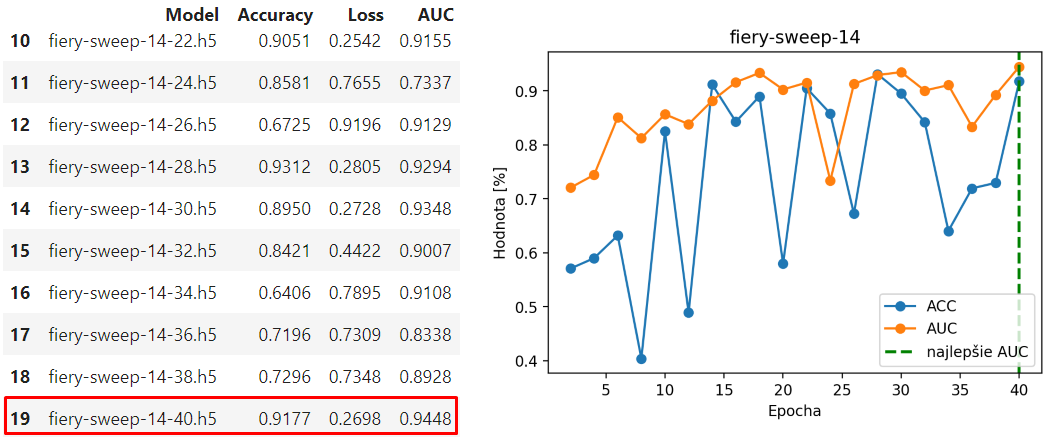 Model Accuracy Loss AUC
10 fiery-sweep-14-22.h5 0.9051 0.2542 0.9155
11 fiery-sweep-14-24.h5 0.8581 0.7655 0.7337
12 fiery-sweep-14-26.h5 0.6725 0.9196 0.9129
13 fiery-sweep-14-28.h5 0.9312 0.2805 0.9294
14 fiery-sweep-14-30.h5 0.8950 0.2728 0.9348
15 fiery-sweep-14-32.h5 0.8421 0.4422 0.9007
16 fiery-sweep-14-34.h5 0.6406 0.7895 0.9108
17 fiery-sweep-14-36.h5 0.7196 0.7309 0.8338
18 fiery-sweep-14-38.h5 0.7296 0.7348 0.8928
19 fiery-sweep-14-40.h5 0.9177 0.2698 0.9448
fiery-sweep-14
Hodnota [%]
0.9
0.8
0.7
0.6
0.5
0.4
ACC
AUC
najlepšie AUC
5 10 15 20 25 30 35 40
Epocha